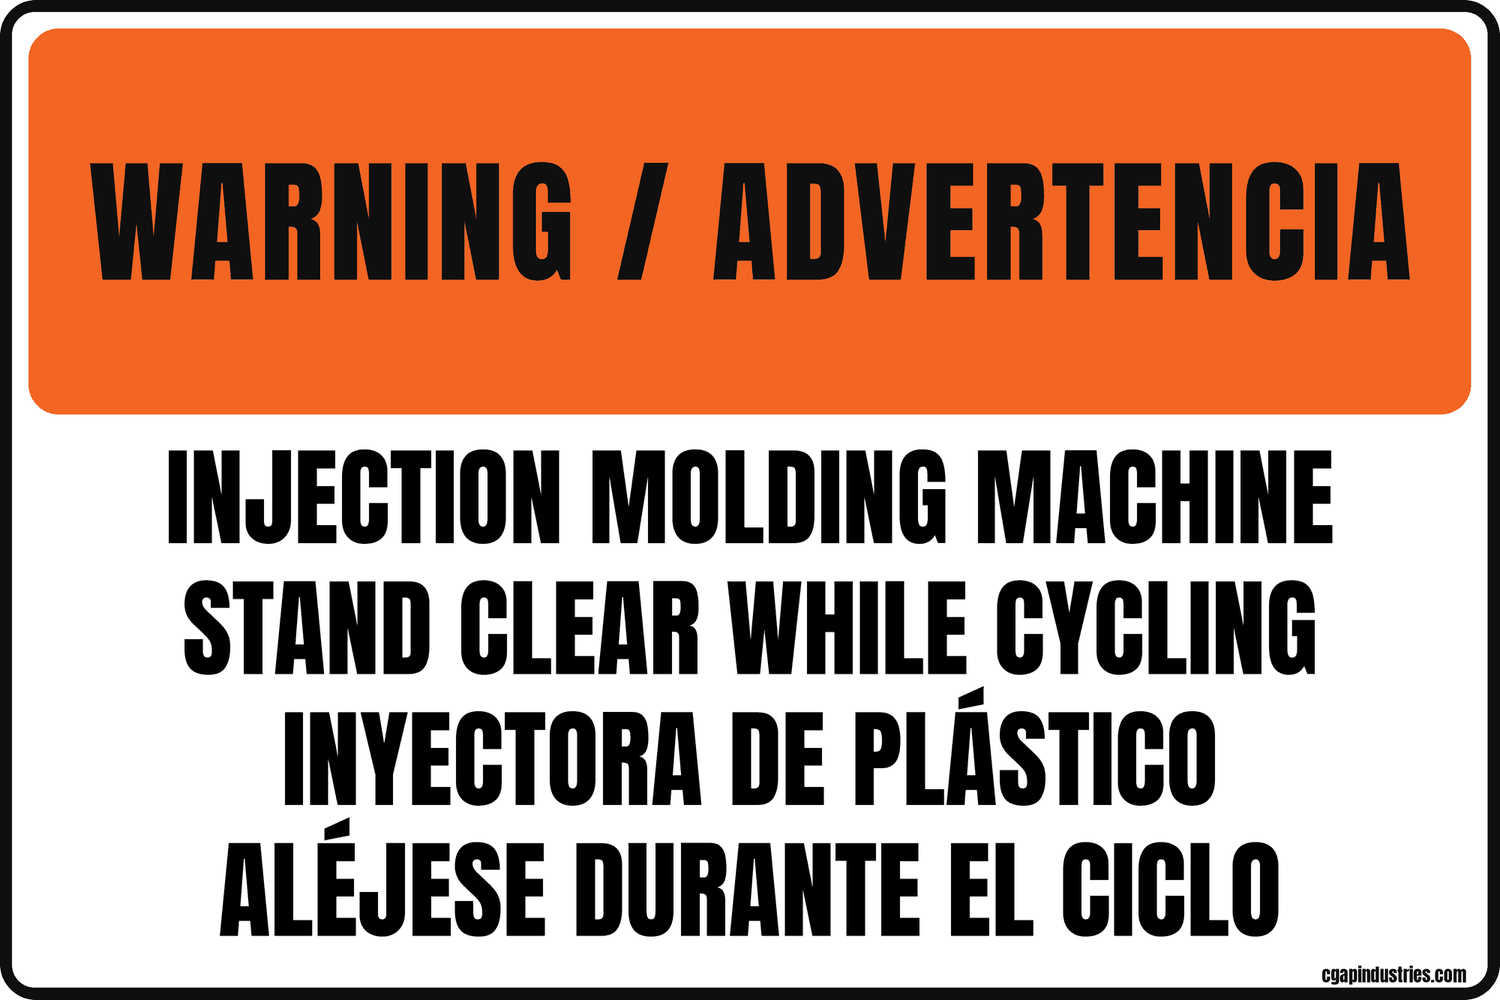 WARNING / ADVERTENCIA
INJECTION MOLDING MACHINE
STAND CLEAR WHILE CYCLING
INYECTORA DE PLÁSTICO
ALÉJESE DURANTE EL CICLO
cgapindustries.com